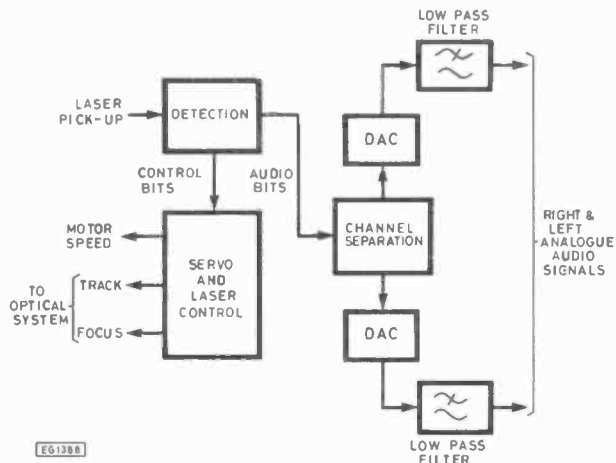 LOW PASS
FILTER
LASER
PICK-UP
DETECTION
DAC
CONTROL
BITS
AUDIO
BITS
MOTOR
SPEED
CHANNEL
SEPARATION
RIGHT &
LEFT
ANALOGUE
AUDIO
SIGNALS
SERVO
AND
LASER
CONTROL
TO
OPTICAL
SYSTEM
TRACK
FOCUS
DAC
EG1388
LOW PASS
FILTER